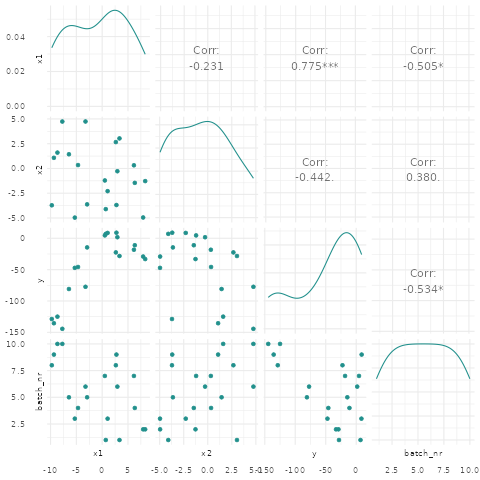 0.04
0.02
0.00
x1
Corr:
-0.231
Corr:
0.775***
Corr:
-0.505*
5.0
2.5
0.0
-2.5
-5.0
x2
Corr:
-0.442.
Corr:
0.380.
0
-50
-100
-150
y
Corr:
-0.534*
10.0
7.5
5.0
2.5
batch_nr
-10 -5 0 5
-5.0 -2.5 0.0 2.5 5.0
-150 -100 -50 0
2.5 5.0 7.5 10.0
x1 x2 y batch_nr